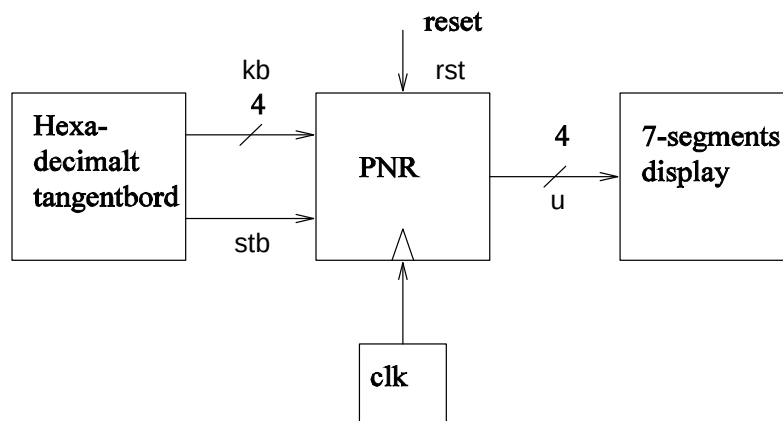 reset
kb
rst
4
Hexa-
decimalt
tangentbord
stb
PNR
4
u
7-segments
display
clk